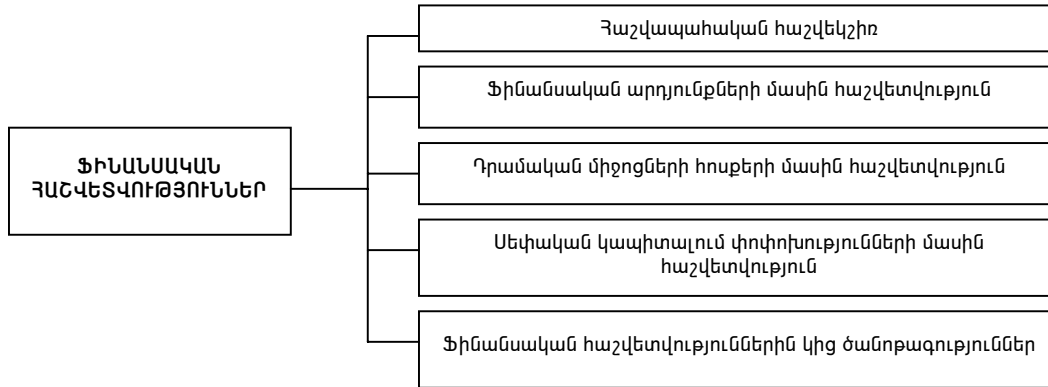 ՖԻՆԱՆՍԱԿԱՆ
ՀԱՇՎԵՏՎՈՒԹՅՈՒՆՆԵՐ
Հաշվապահական հաշվեկշիռ
Ֆինանսական արդյունքների մասին հաշվետվություն
Դրամական միջոցների հոսքերի մասին հաշվետվություն
Սեփական կապիտալում փոփոխությունների մասին
հաշվետվություն
Ֆինանսական հաշվետվություններին կից ծանոթագրություններ